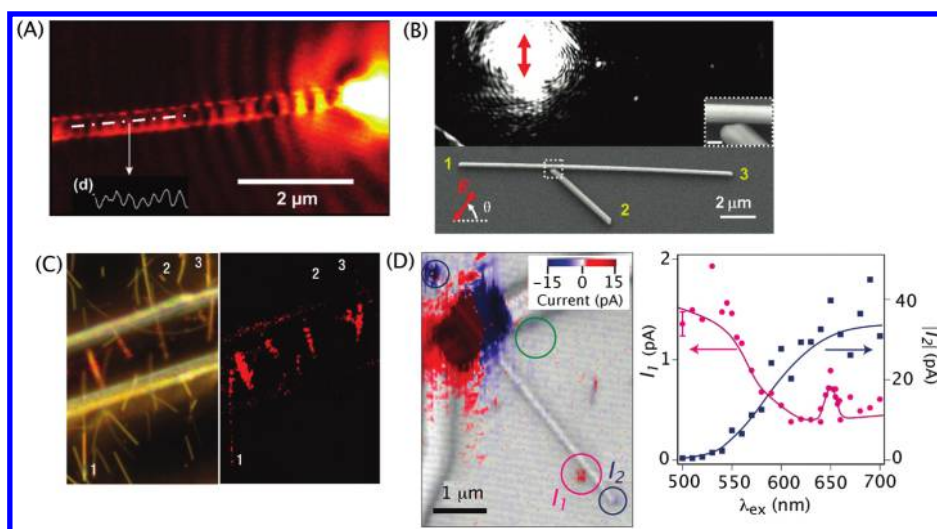 (A)
(d)
2 μm
(B)
1
3
2
E
θ
2 μm
(C)
2
3
1
2
3
1
(D)
−15 0 15
Current (pA)
I1
I2
1 μm
2
1
0
I1 (pA)
40
20
0
|I2| (pA)
500 550 600 650 700
λex (nm)